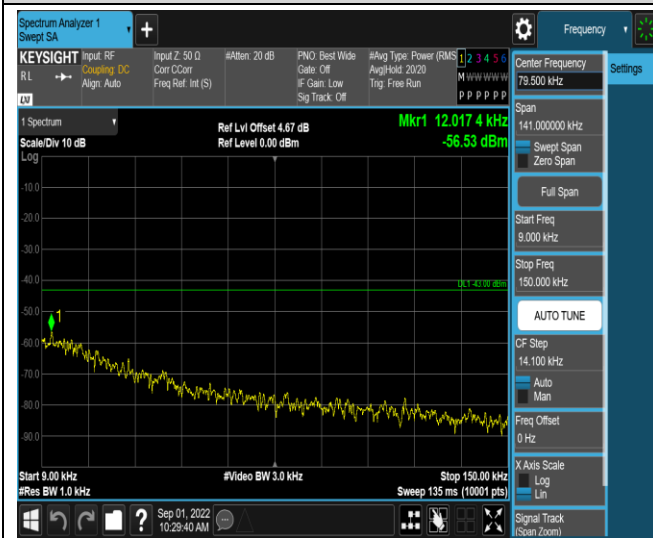 Spectrum Analyzer 1
Swept SA
+
Frequency
KEYSIGHT
RL
LXI
Input: RF
Coupling: DC
Align: Auto
Input Z: 50 Ω
Corr CCorr
Freq Ref: Int (S)
#Atten: 20 dB
PNO: Best Wide
Gate: Off
IF Gain: Low
Sig Track: Off
#Avg Type: Power (RMS
Avg|Hold: 20/20
Trig: Free Run
1 2 3 4 5 6
M W W W W W
P P P P P P
1 Spectrum
Scale/Div 10 dB
Log
Ref Lvl Offset 4.67 dB
Ref Level 0.00 dBm
Mkr1 12.017 4 kHz
-56.53 dBm
-10.0
-20.0
-30.0
-40.0
DL1 -43.00 dBm
-50.0
1
-60.0
-70.0
-80.0
-90.0
Start 9.00 kHz
#Res BW 1.0 kHz
#Video BW 3.0 kHz
Stop 150.00 kHz
Sweep 135 ms (10001 pts)
?
Sep 01, 2022
10:29:40 AM
Center Frequency
79.500 kHz
Settings
Span
141.000000 kHz
Swept Span
Zero Span
Full Span
Start Freq
9.000 kHz
Stop Freq
150.000 kHz
AUTO TUNE
CF Step
14.100 kHz
Auto
Man
Freq Offset
0 Hz
X Axis Scale
Log
Lin
Signal Track
(Span Zoom)